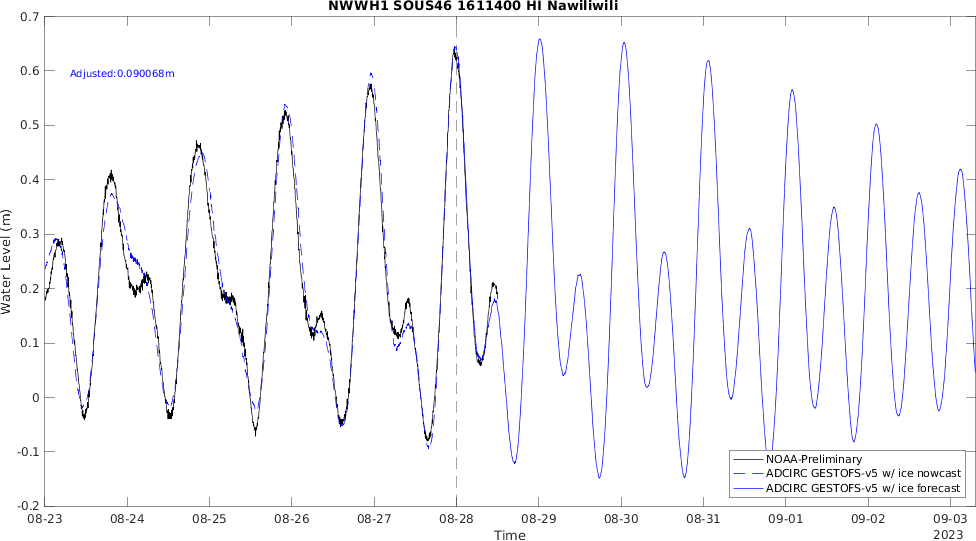 NWWH1 SOUS46 1611400 HI Nawiliwili
Adjusted:0.090068m
Water Level (m)
0.7
0.6
0.5
0.4
0.3
0.2
0.1
0
-0.1
-0.2
NOAA-Preliminary
ADCIRC GESTOFS-v5 w/ ice nowcast
ADCIRC GESTOFS-v5 w/ ice forecast
08-23 08-24 08-25 08-26 08-27 08-28 08-29 08-30 08-31 09-01 09-02 09-03
Time
2023